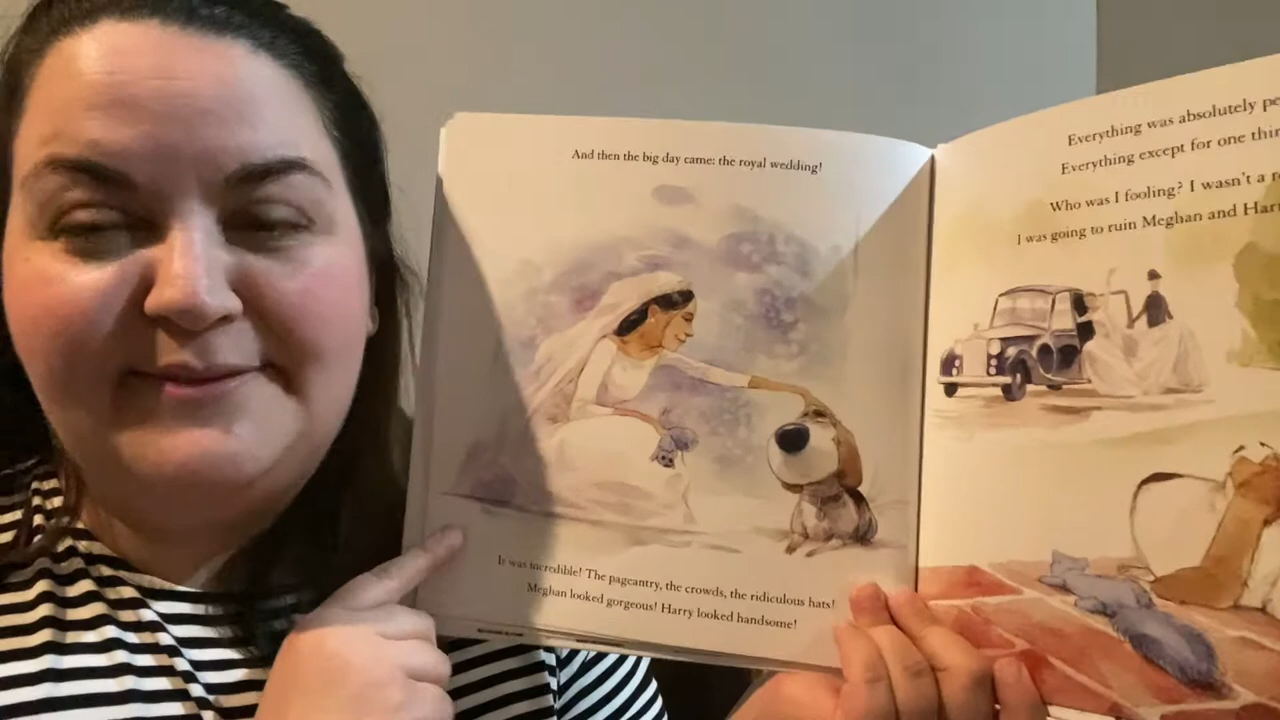 And then the big day came: the royal wedding!
It was incredible! The pageantry, the crowds, the ridiculous hats!
Meghan looked gorgeous! Harry looked handsome!
Everything was absolutely
Everything except for one
Who was I fooling? I wasn't a
I was going to ruin Meghan and